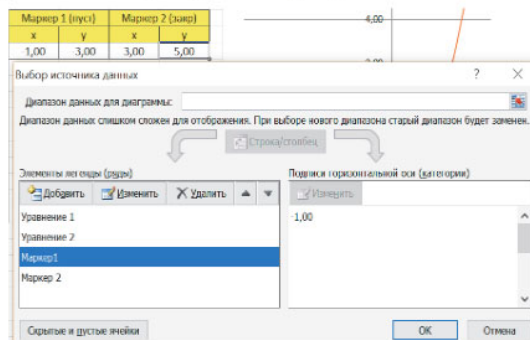 Маркер 1 (пуст) Маркер 2 (закр)
x y x y
-1,00 3,00 3,00 5,00
4,00
Выбор источника данных ? ×
Диапазон данных для диаграммы:
Диапазон данных слишком сложен для отображения. При выборе нового диапазона старый диапазон будет заменен.
Строка/столбец
Элементы легенды (ряды) Подписи горизонтальной оси (категории)
Добавить Изменить Удалить Изменить
Уравнение 1 -1,00
Уравнение 2
Маркер1
Маркер 2
Скрытые и пустые ячейки ОК Отмена